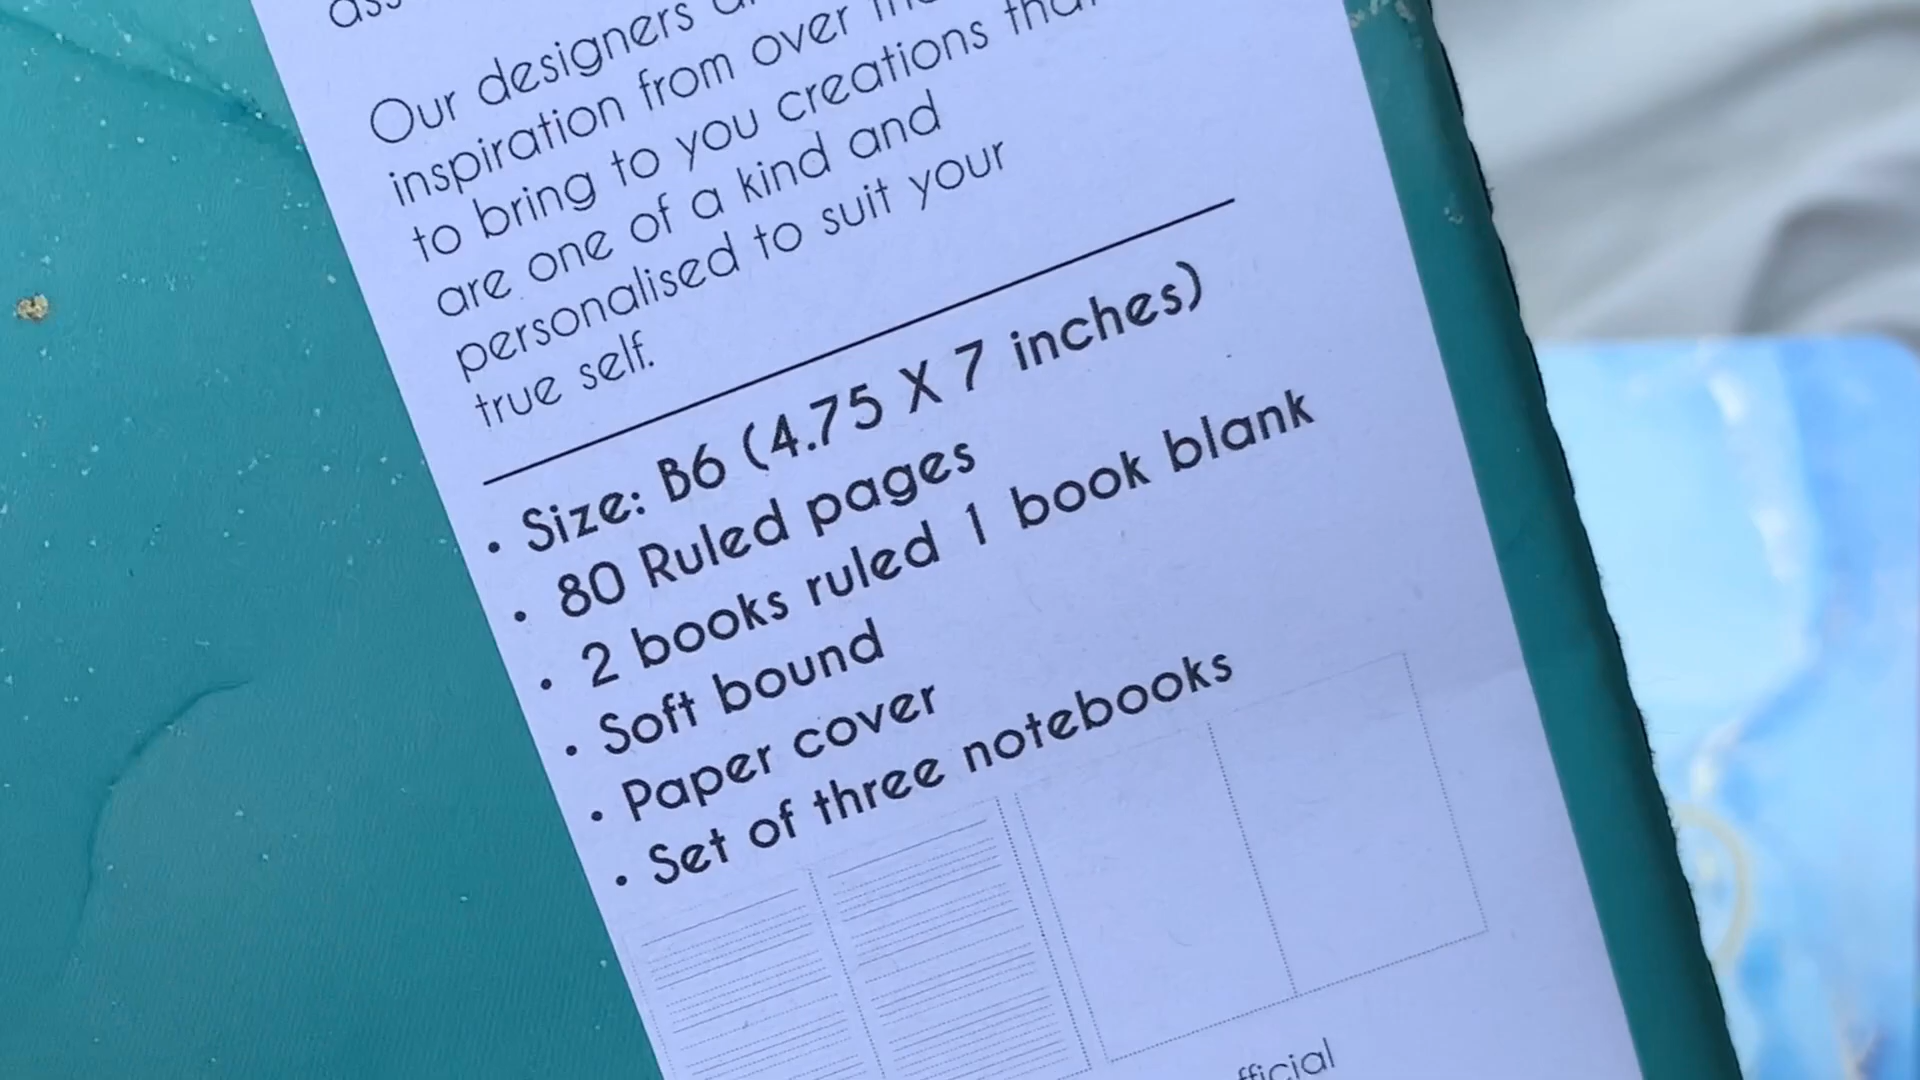 Our designers
inspiration from over
to bring to you creations that
are one of a kind and
personalised to suit your
true self.
• Size: B6 (4.75 X 7 inches)
• 80 Ruled pages
• 2 books ruled 1 book blank
• Soft bound
• Paper cover
• Set of three notebooks